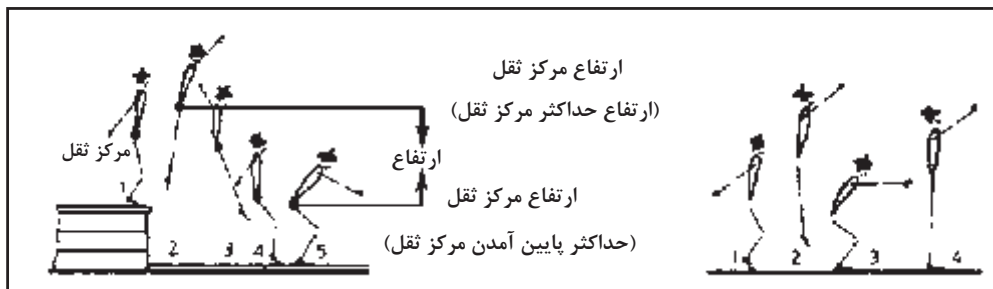 ارتفاع مرکز ثقل
(ارتفاع حداکثر مرکز ثقل)
ارتفاع
مرکز ثقل
ارتفاع مرکز ثقل
(حداکثر پایین آمدن مرکز ثقل)
1
2 3 4 5
1 2 3 4